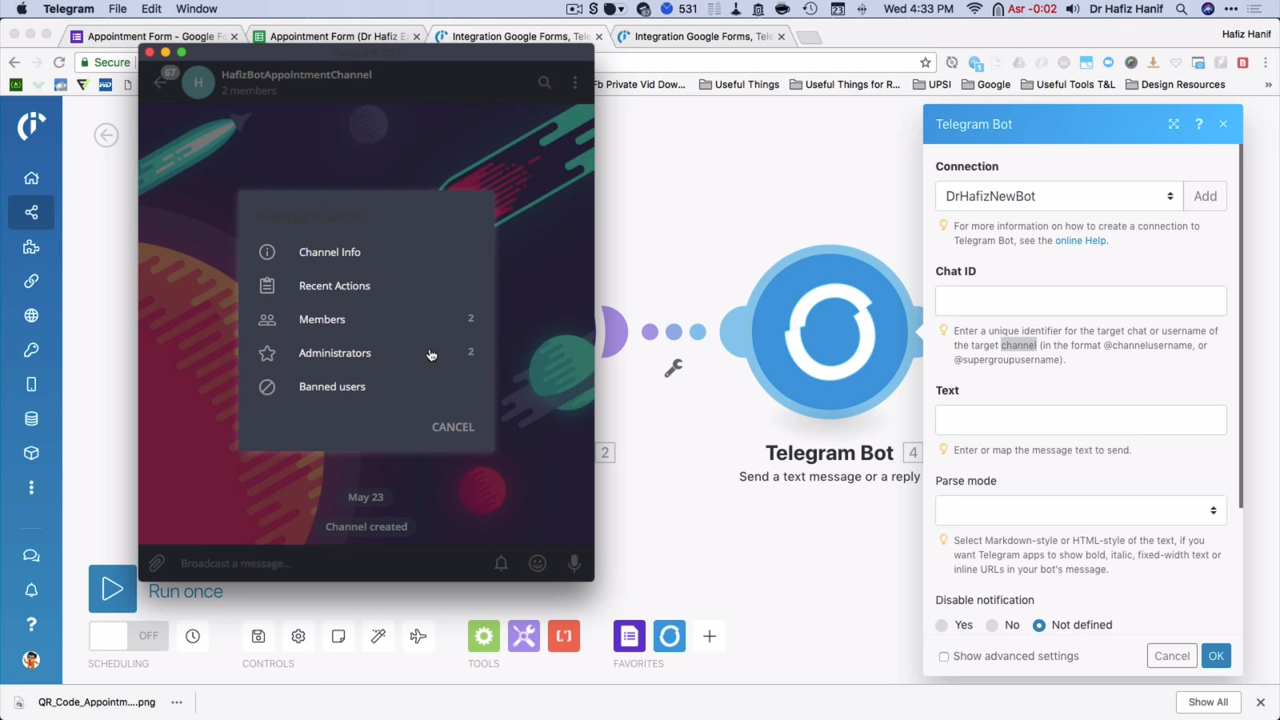 Telegram File Edit Window
531
Wed 4:33 PM
Asr -0:02
Dr Hafiz Hanif
Appointment Form - Google F
Appointment Form (Dr Hafiz E
Integration Google Forms, Tele
Integration Google Forms, Tele
Hafiz Hanif
Secure
Fb Private Vid Dow...
Useful Things
Useful Things for R...
UPSI
Google
Useful Tools T&L
Design Resources
»
67
H
HafizBotAppointmentChannel
2 members
Channel Info
Recent Actions
Members 2
Administrators 2
Banned users
CANCEL
May 23
Channel created
Broadcast a message...
2
Telegram Bot 4
Send a text message or a reply
Telegram Bot
Connection
DrHafizNewBot
Add
For more information on how to create a connection to
Telegram Bot, see the online Help.
Chat ID
Enter a unique identifier for the target chat or username of
the target channel (in the format @channelusername, or
@supergroupusername).
Text
Enter or map the message text to send.
Parse mode
Select Markdown-style or HTML-style of the text, if you
want Telegram apps to show bold, italic, fixed-width text or
inline URLs in your bot's message.
Disable notification
Yes No Not defined
Show advanced settings
Cancel
OK
Run once
OFF
SCHEDULING
CONTROLS
TOOLS
FAVORITES
QR_Code_Appointm....png
Show All